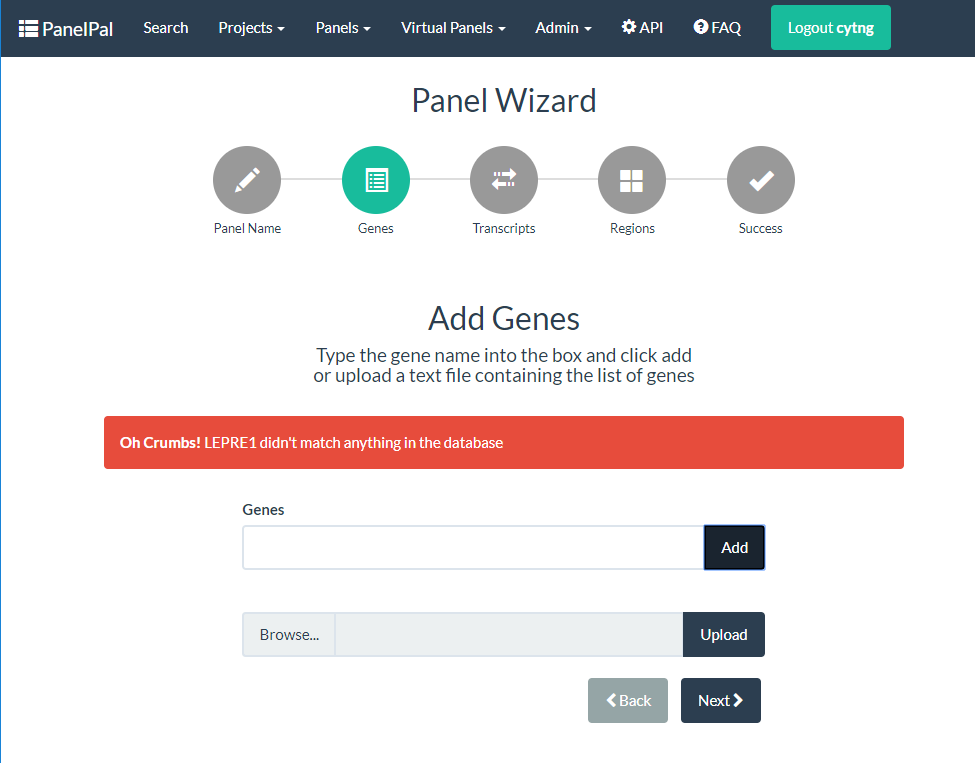 PanelPal Search Projects Panels Virtual Panels Admin API FAQ Logout cytng
Panel Wizard
Panel Name Genes Transcripts Regions Success
Add Genes
Type the gene name into the box and click add
or upload a text file containing the list of genes
Oh Crumbs! LEPRE1 didn't match anything in the database
Genes
Add
Browse... Upload
Back Next